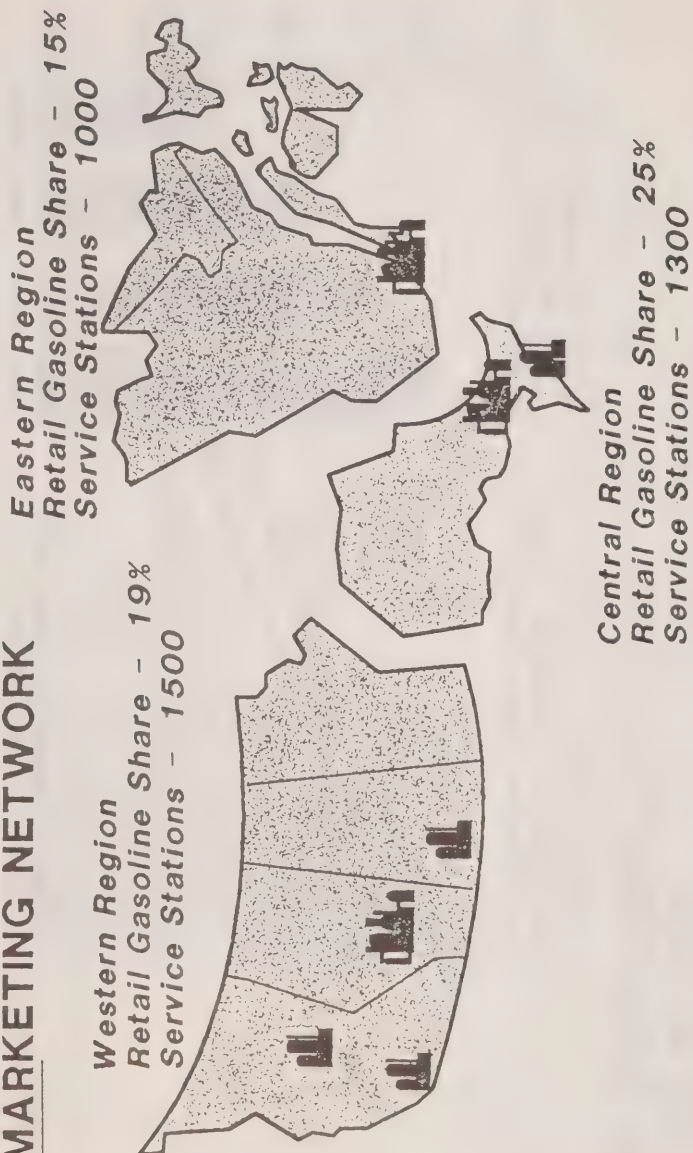 MARKETING NETWORK
Western Region
Retail Gasoline Share - 19%
Service Stations - 1500
Eastern Region
Retail Gasoline Share - 15%
Service Stations - 1000
Central Region
Retail Gasoline Share - 25%
Service Stations - 1300